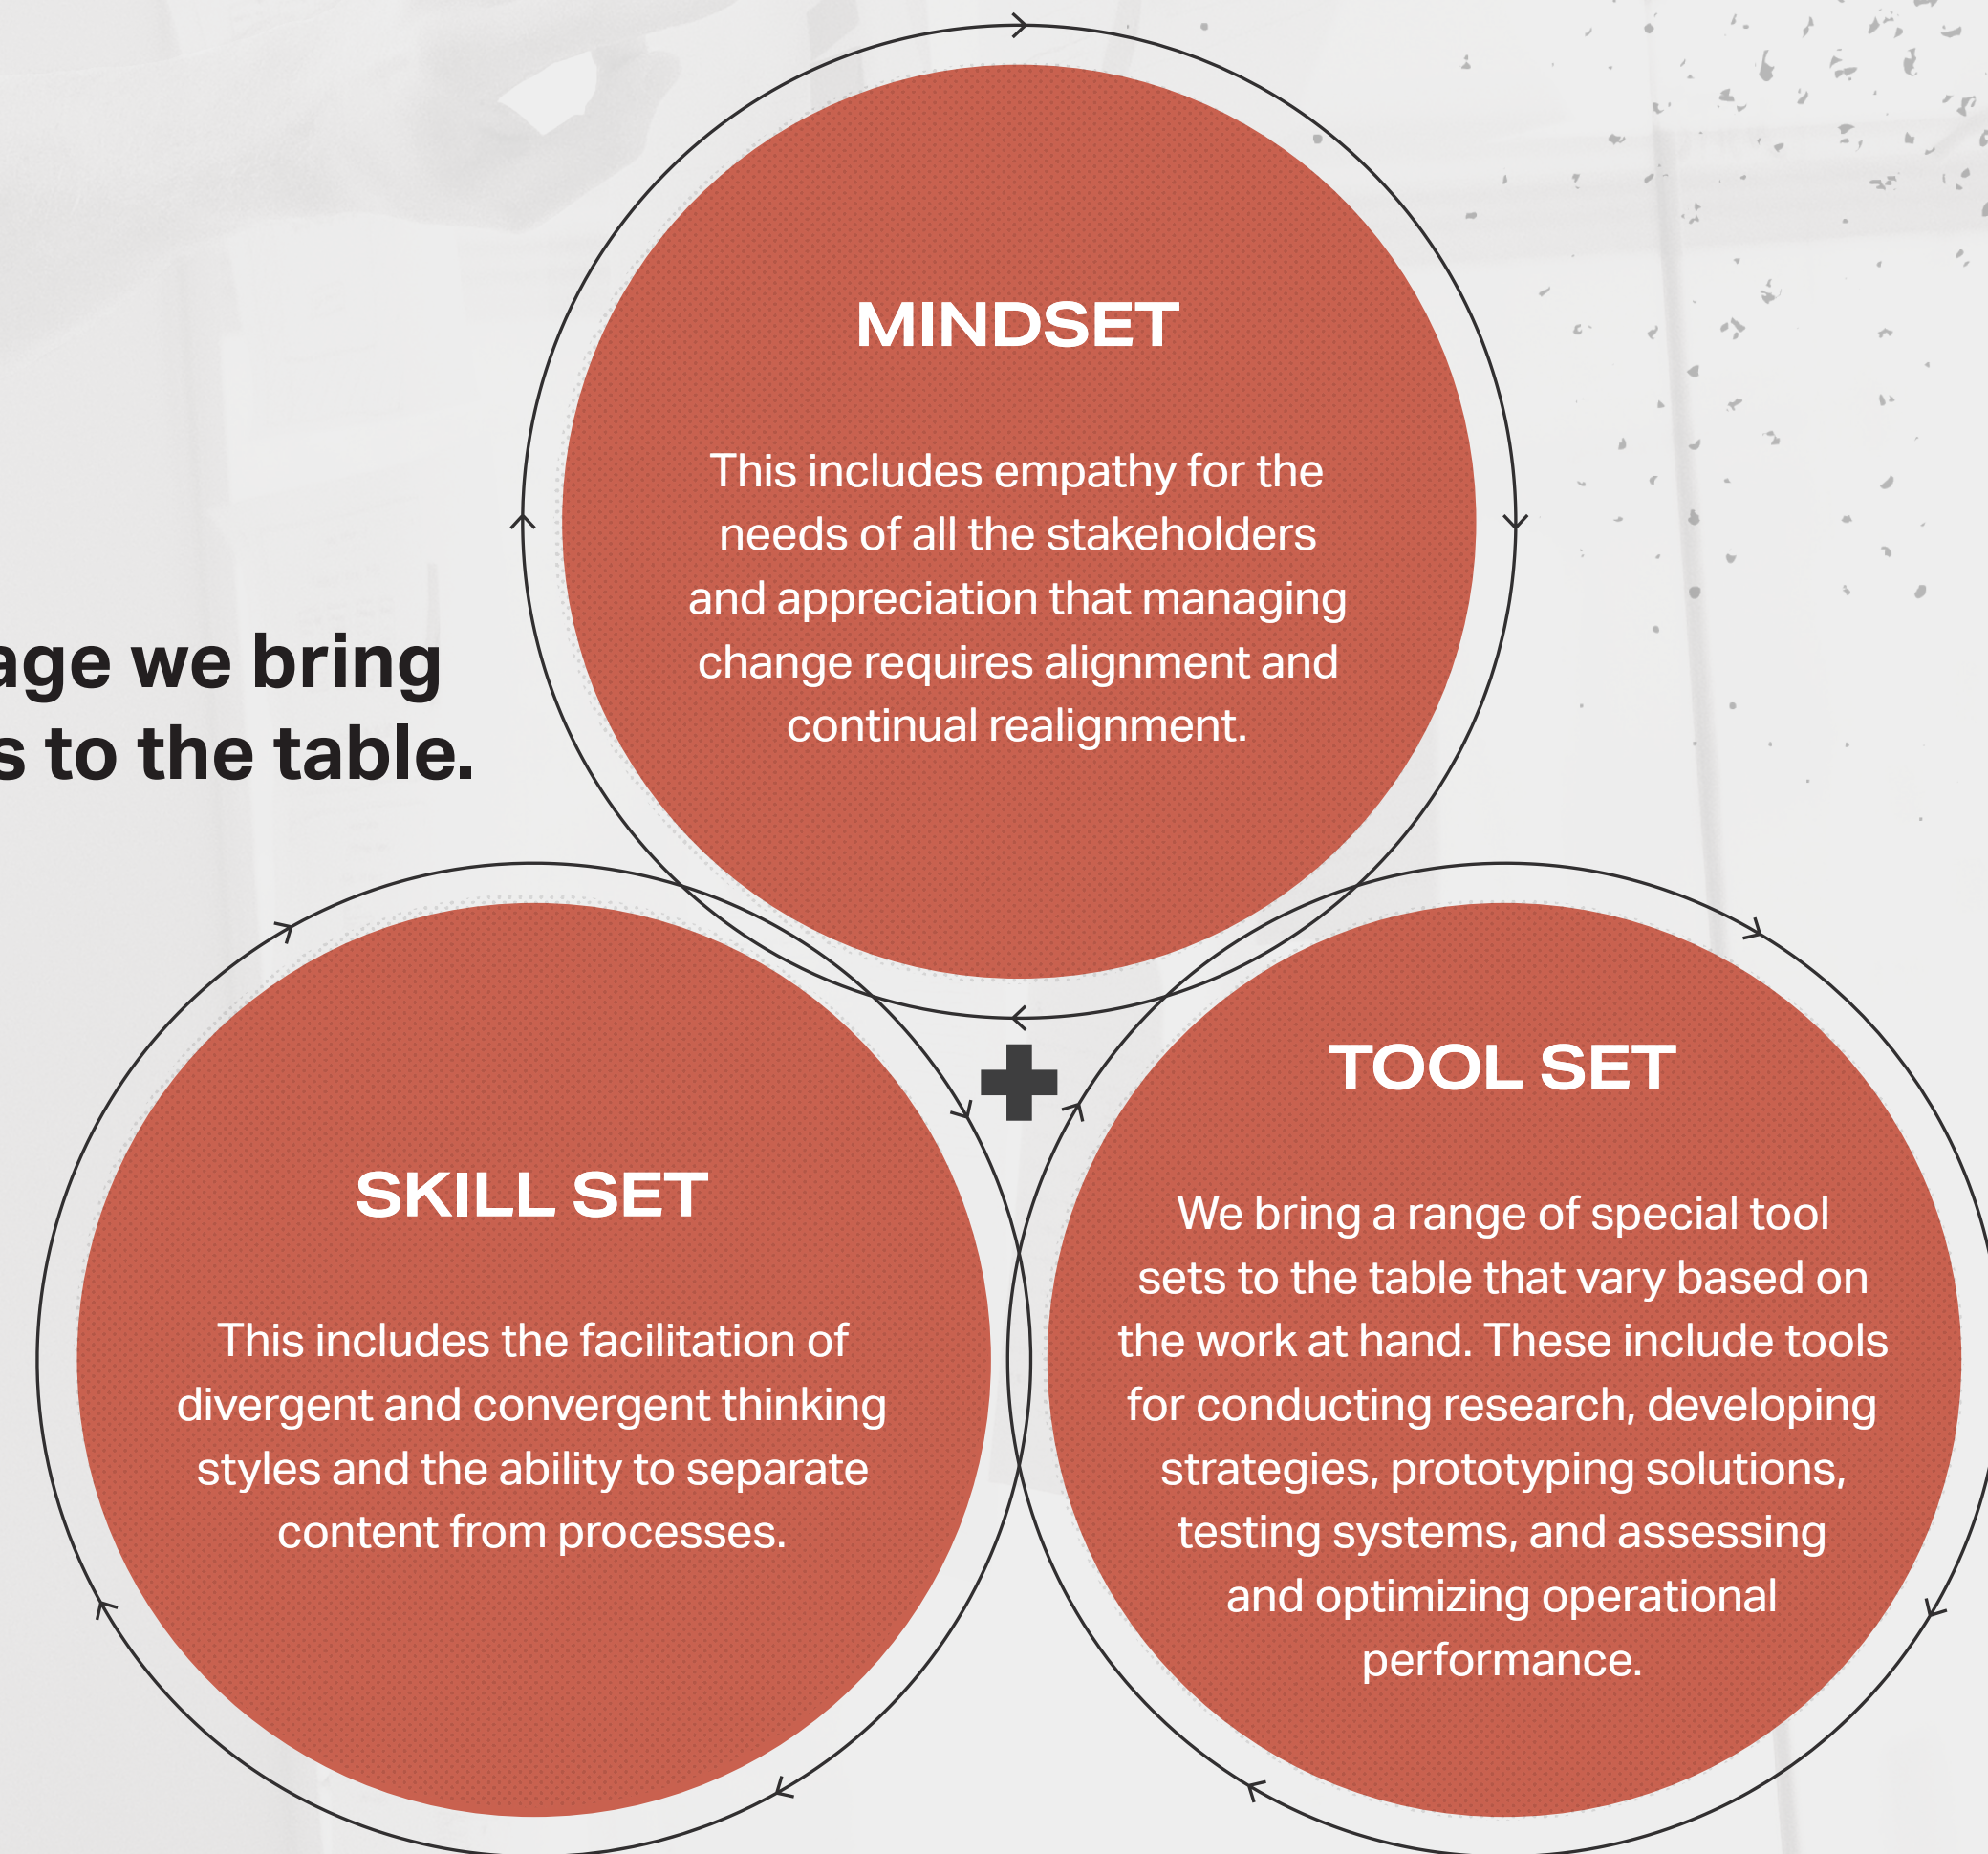 MINDSET
This includes empathy for the
needs of all the stakeholders
and appreciation that managing
change requires alignment and
continual realignment.
age we bring
s to the table.
SKILL SET
This includes the facilitation of
divergent and convergent thinking
styles and the ability to separate
content from processes.
TOOL SET
We bring a range of special tool
sets to the table that vary based on
the work at hand. These include tools
for conducting research, developing
strategies, prototyping solutions,
testing systems, and assessing
and optimizing operational
performance.